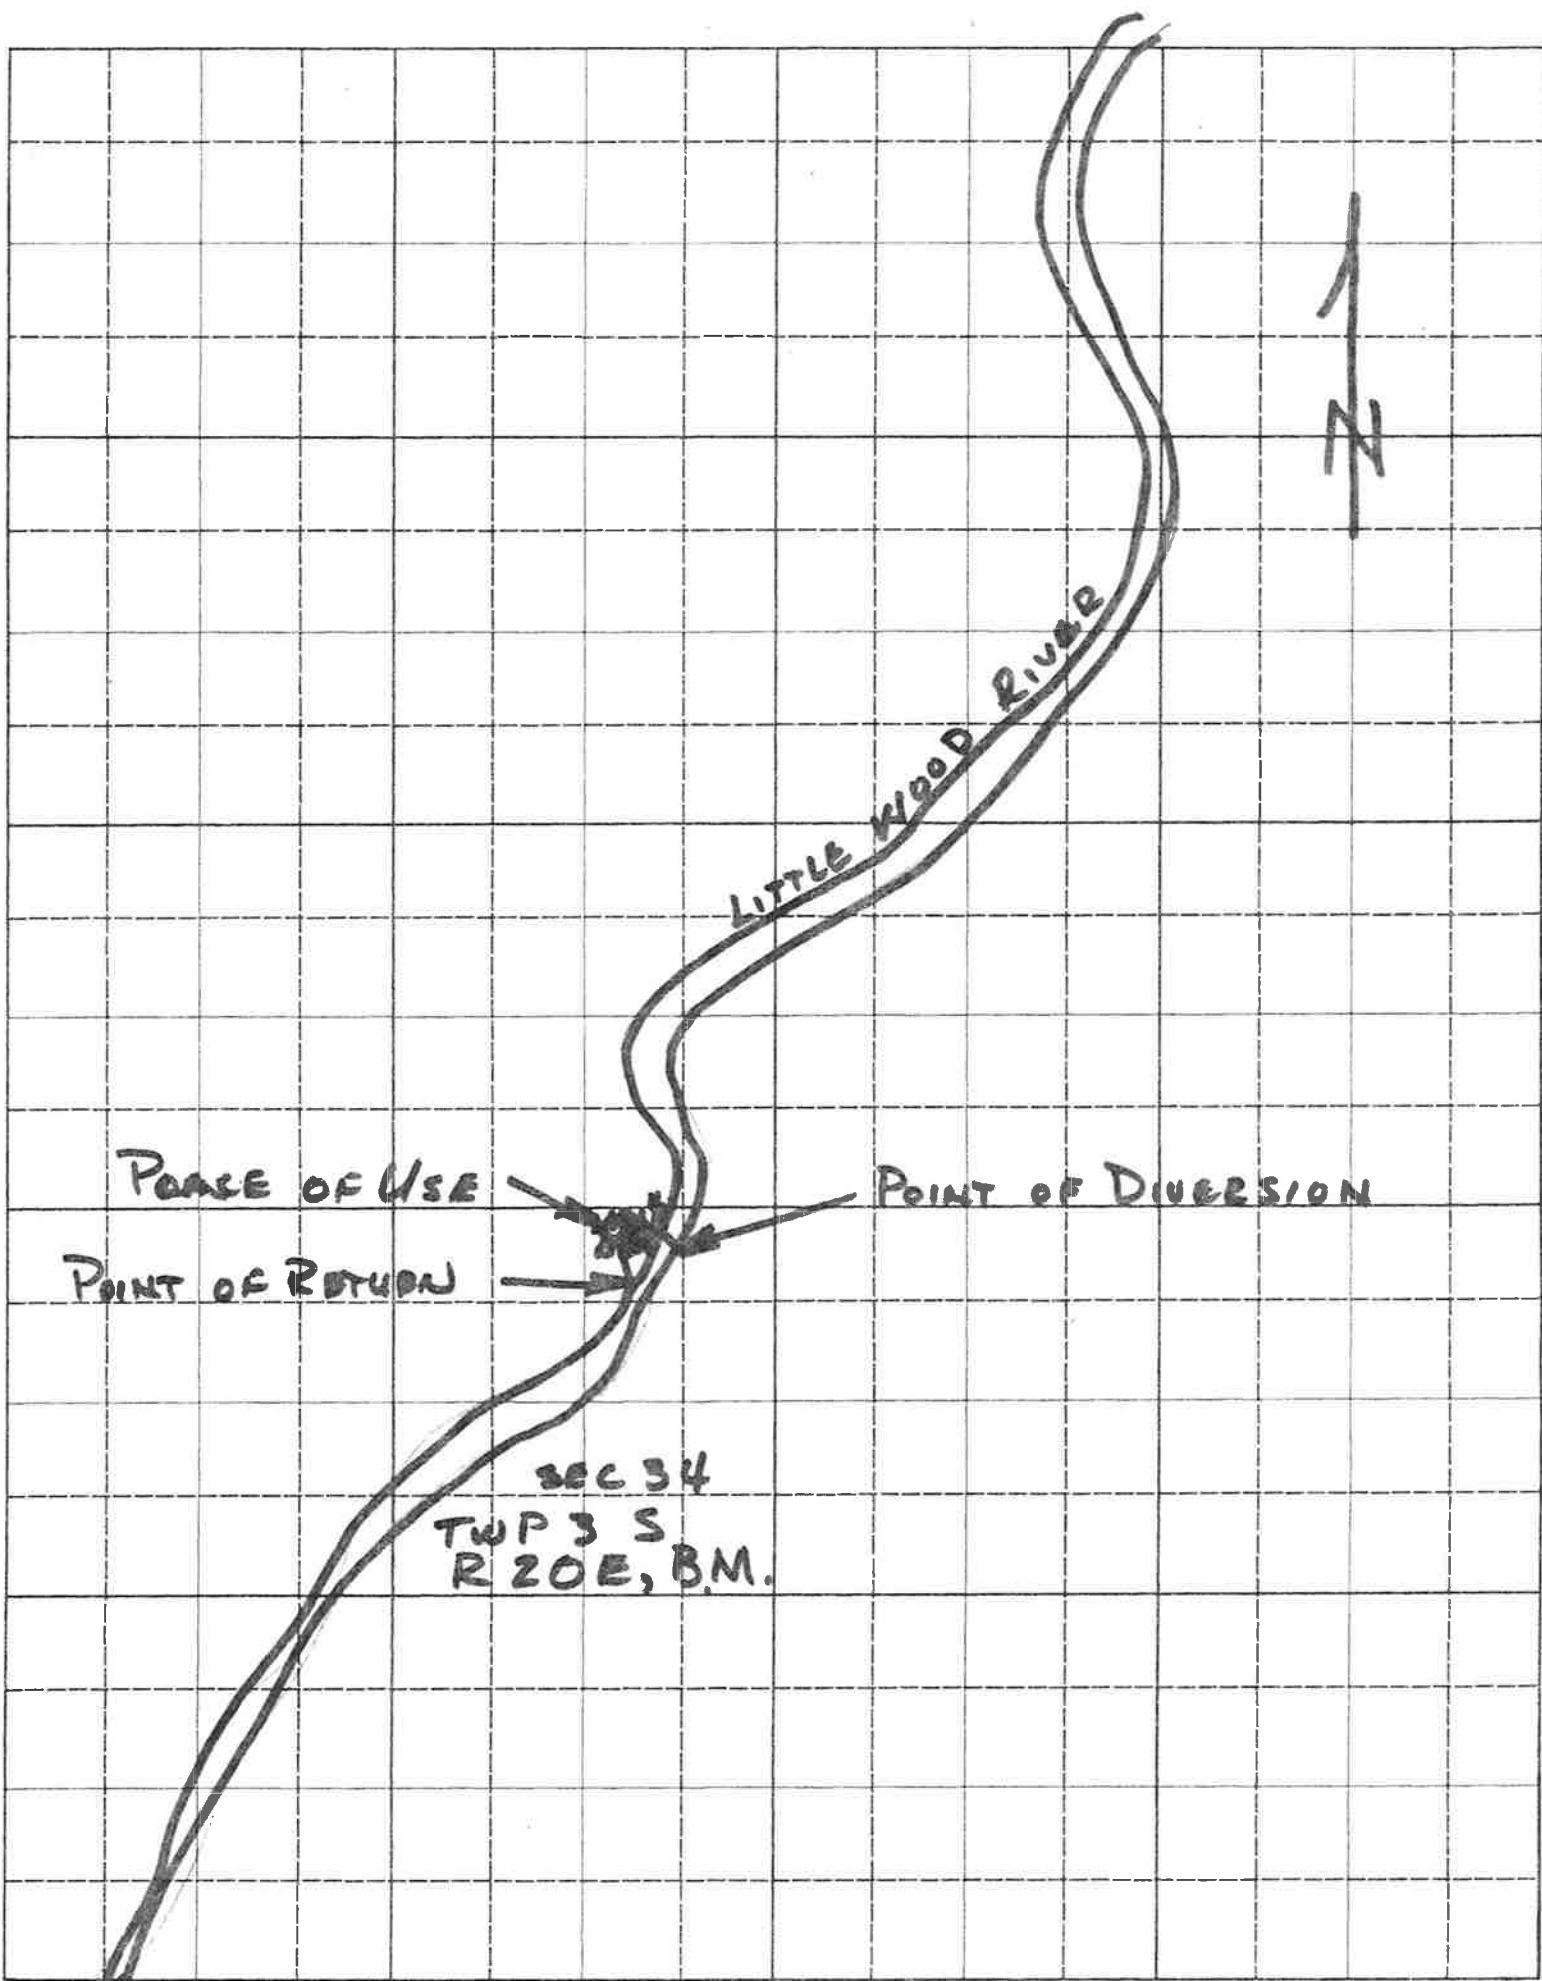 N
LITTLE WOOD RIVER
PLACE OF USE
POINT OF DIVERSION
POINT OF RETURN
SEC 34
TWP 3 S
R 20E, B.M.